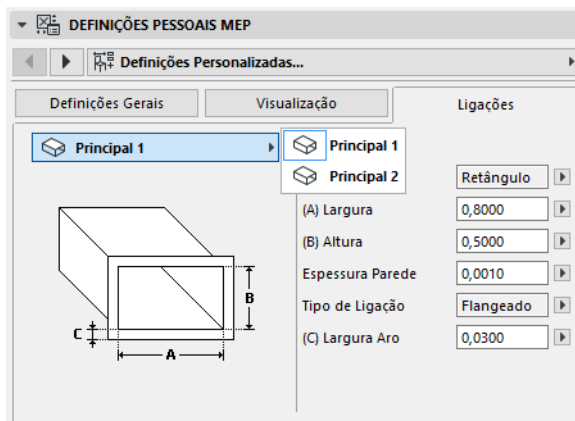 DEFINIÇÕES PESSOAIS MEP
Definições Personalizadas...
Definições Gerais
Visualização
Ligações
Principal 1
Principal 1
Principal 2
Retângulo
(A) Largura
0,8000
(B) Altura
0,5000
Espessura Parede
0,0010
Tipo de Ligação
Flangeado
(C) Largura Aro
0,0300
B
C
A